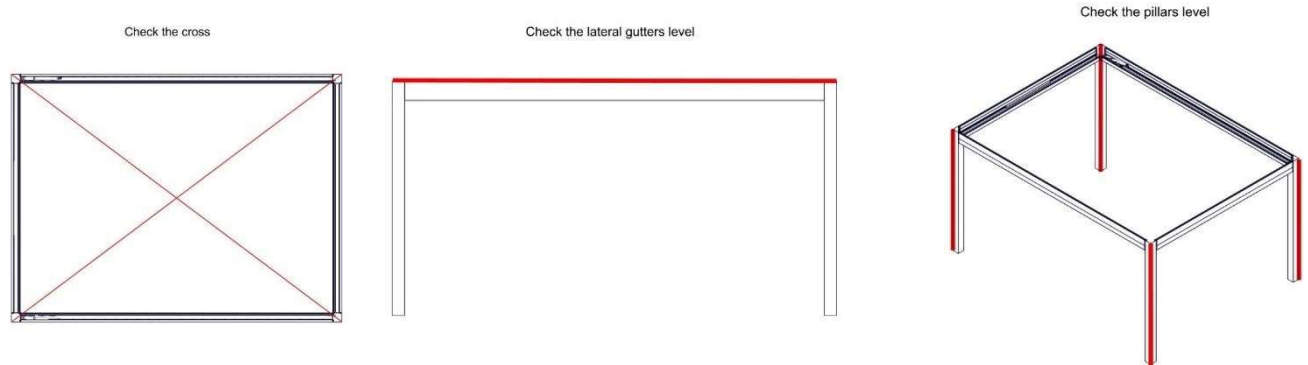 Check the cross
Check the lateral gutters level
Check the pillars level